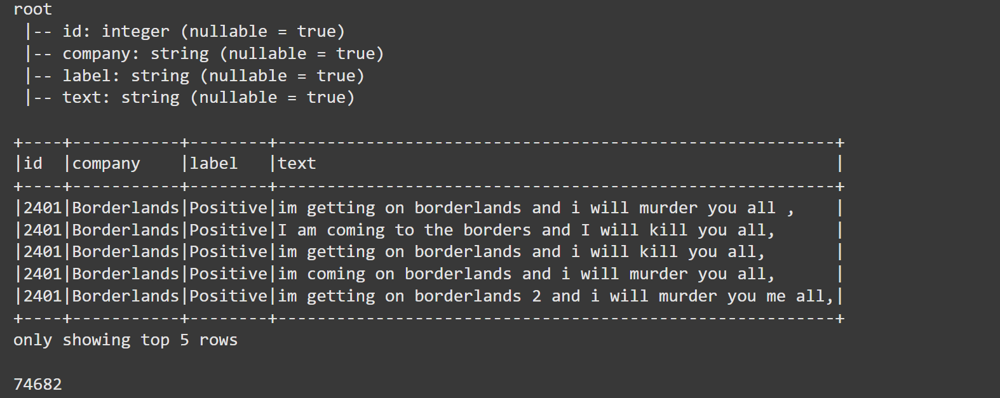 root
 |-- id: integer (nullable = true)
 |-- company: string (nullable = true)
 |-- label: string (nullable = true)
 |-- text: string (nullable = true)

+----+-----------+--------+---------------------------------------------------------+
|id  |company    |label   |text                                                     |
+----+-----------+--------+---------------------------------------------------------+
|2401|Borderlands|Positive|im getting on borderlands and i will murder you all ,    |
|2401|Borderlands|Positive|I am coming to the borders and I will kill you all,      |
|2401|Borderlands|Positive|im getting on borderlands and i will kill you all,       |
|2401|Borderlands|Positive|im coming on borderlands and i will murder you all,      |
|2401|Borderlands|Positive|im getting on borderlands 2 and i will murder you me all,|
+----+-----------+--------+---------------------------------------------------------+
only showing top 5 rows

74682